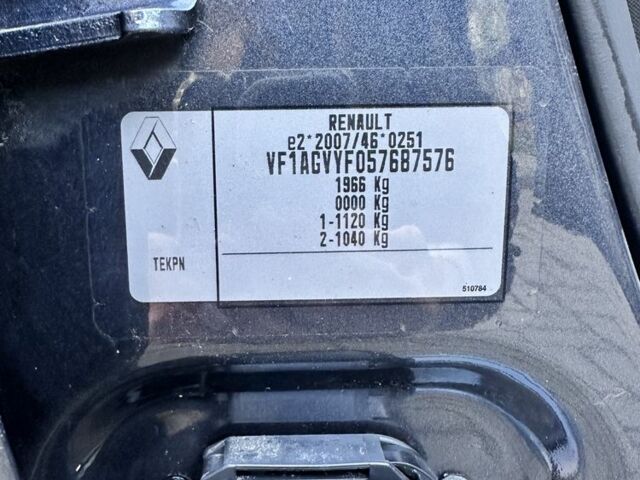 RENAULT
e2*2007/46*0251
VF1AGVYF057687576
1966 Kg
0000 Kg
1-1120 Kg
2-1040 Kg
TEKPN
510784